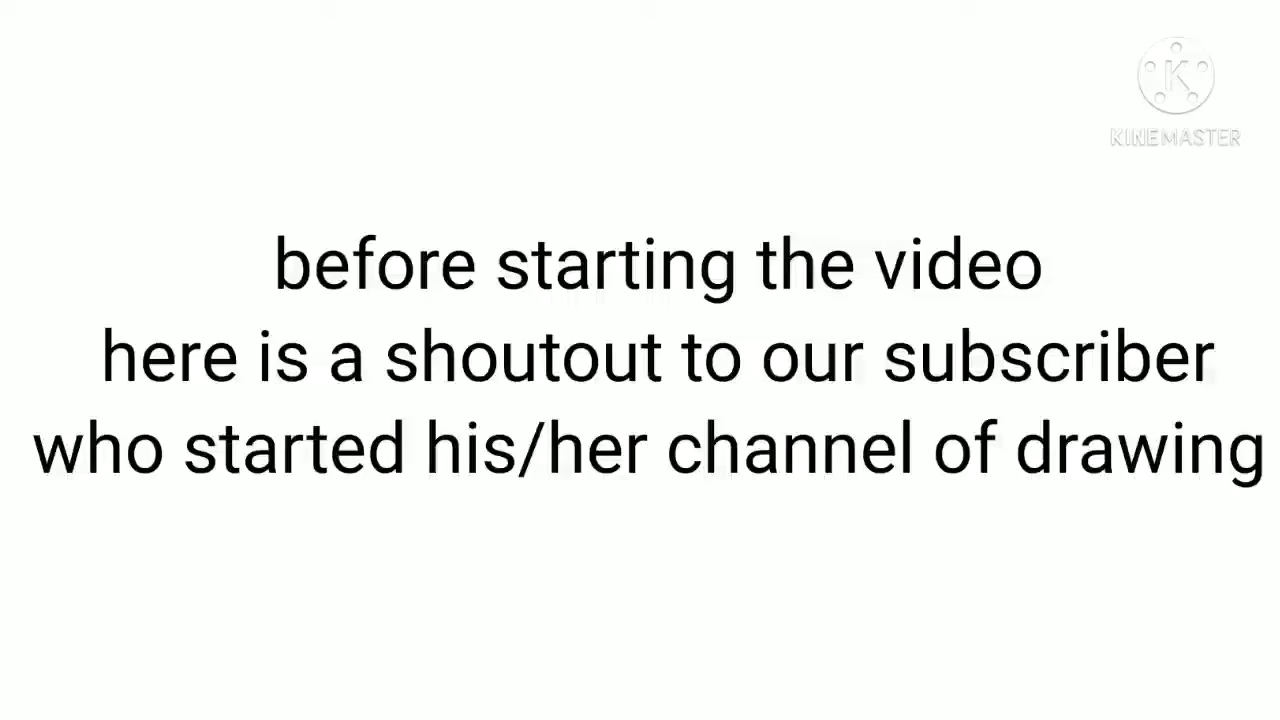 K
KINEMASTER
before starting the video
here is a shoutout to our subscriber
who started his/her channel of drawing